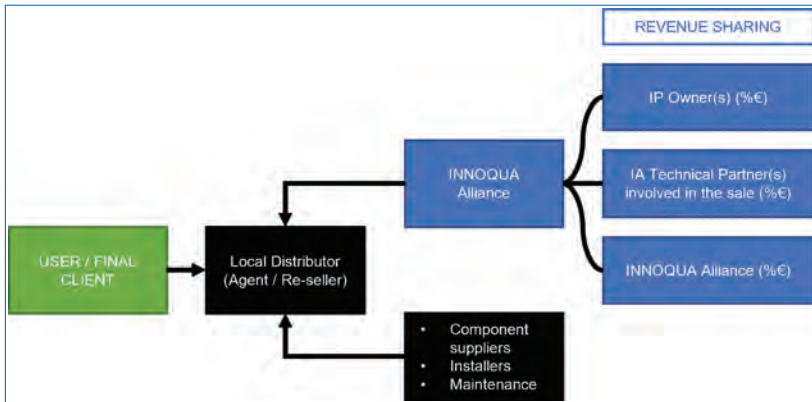 REVENUE SHARING
IP Owner(s) (%€)
INNOQUA
Alliance
IA Technical Partner(s)
involved in the sale (%€)
USER / FINAL
CLIENT
Local Distributor
(Agent / Re-seller)
INNOQUA Alliance (%€)
• Component
suppliers
• Installers
• Maintenance